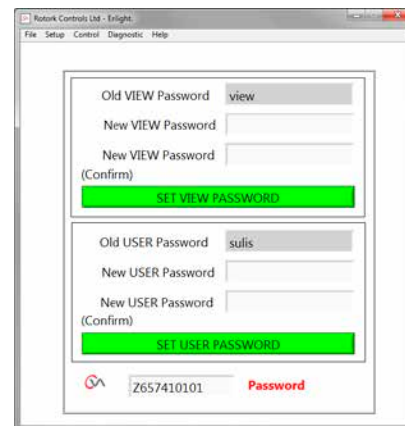 Rotork Controls Ltd - Enlight.
File Setup Control Diagnostic Help
Old VIEW Password view
New VIEW Password
New VIEW Password
(Confirm)
SET VIEW PASSWORD
Old USER Password sulis
New USER Password
New USER Password
(Confirm)
SET USER PASSWORD
Z657410101 Password